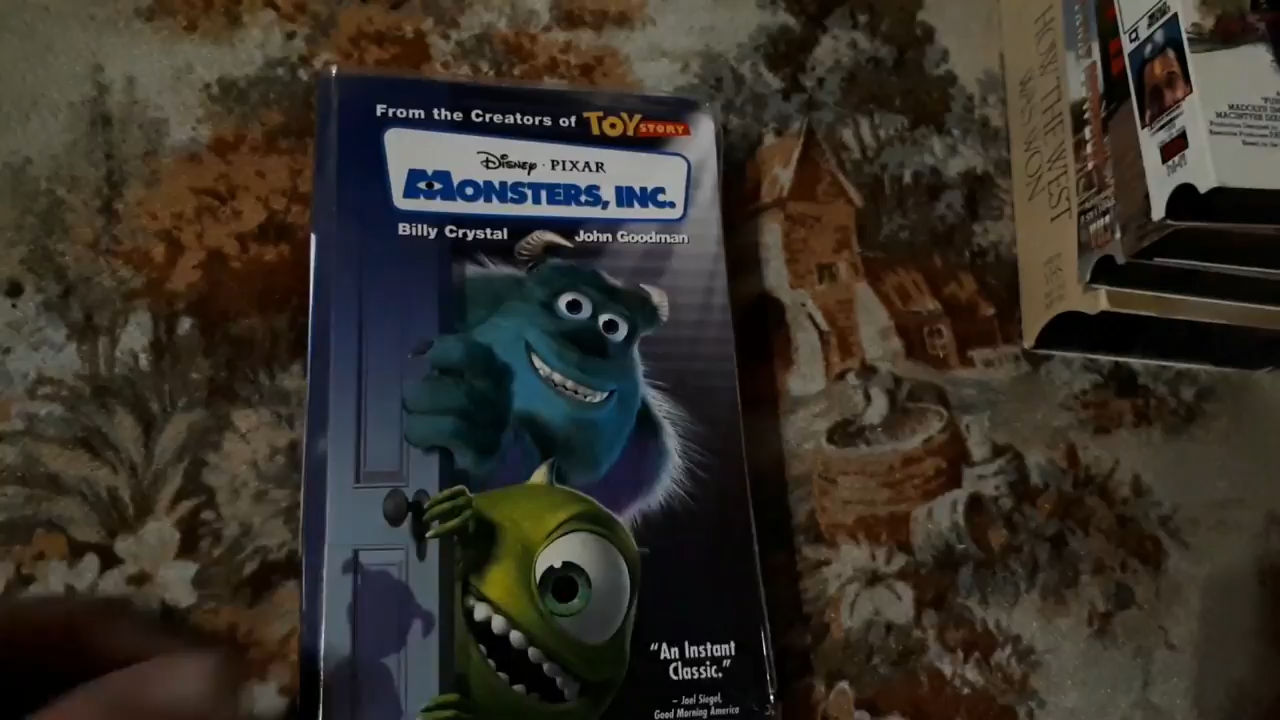 From the Creators of TOY STORY
Disney · PIXAR
MONSTERS, INC.
Billy Crystal John Goodman
"An Instant
Classic."
– Joel Siegel,
Good Morning America
HOW THE WEST
WAS WON